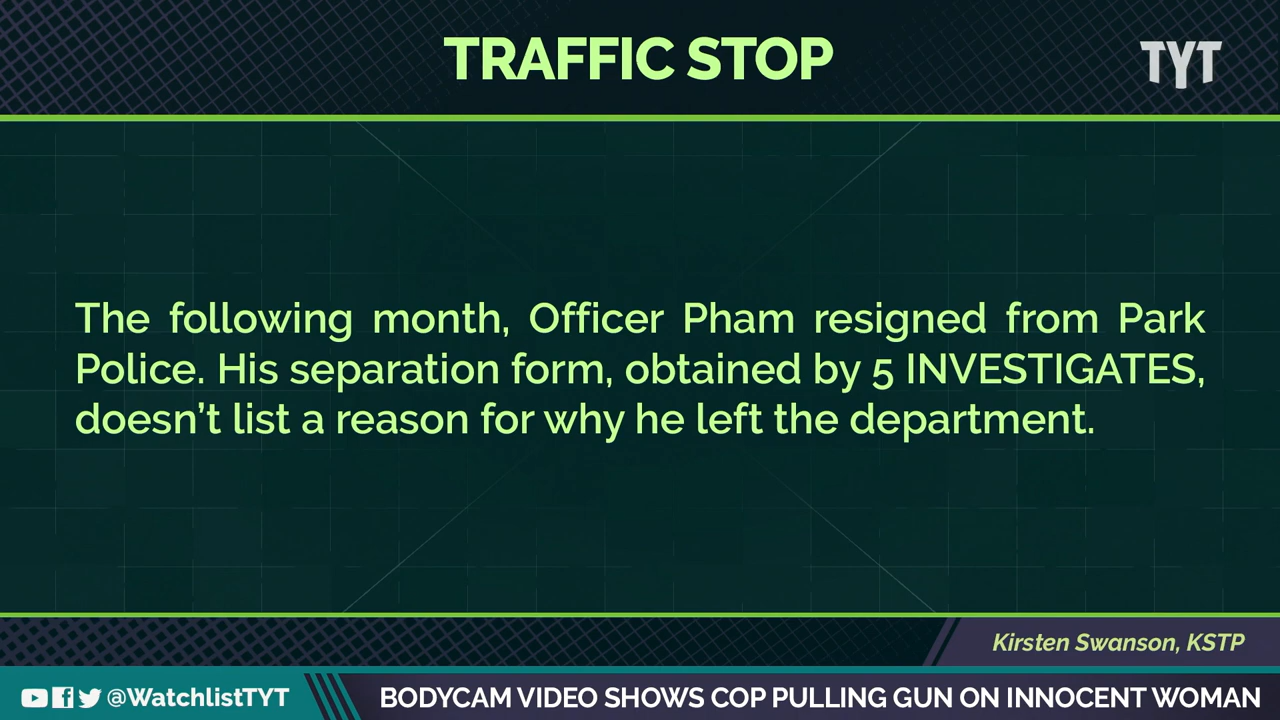 TRAFFIC STOP
TYT
The following month, Officer Pham resigned from Park
Police. His separation form, obtained by 5 INVESTIGATES,
doesn’t list a reason for why he left the department.
Kirsten Swanson, KSTP
@WatchlistTYT
BODYCAM VIDEO SHOWS COP PULLING GUN ON INNOCENT WOMAN